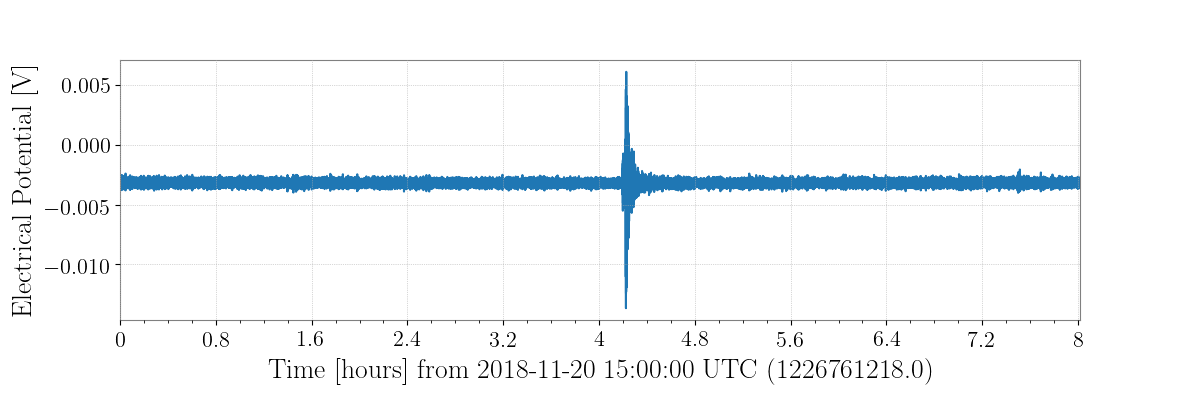 Electrical Potential [V]
0.005
0.000
−0.005
−0.010
0 0.8 1.6 2.4 3.2 4 4.8 5.6 6.4 7.2 8
Time [hours] from 2018-11-20 15:00:00 UTC (1226761218.0)